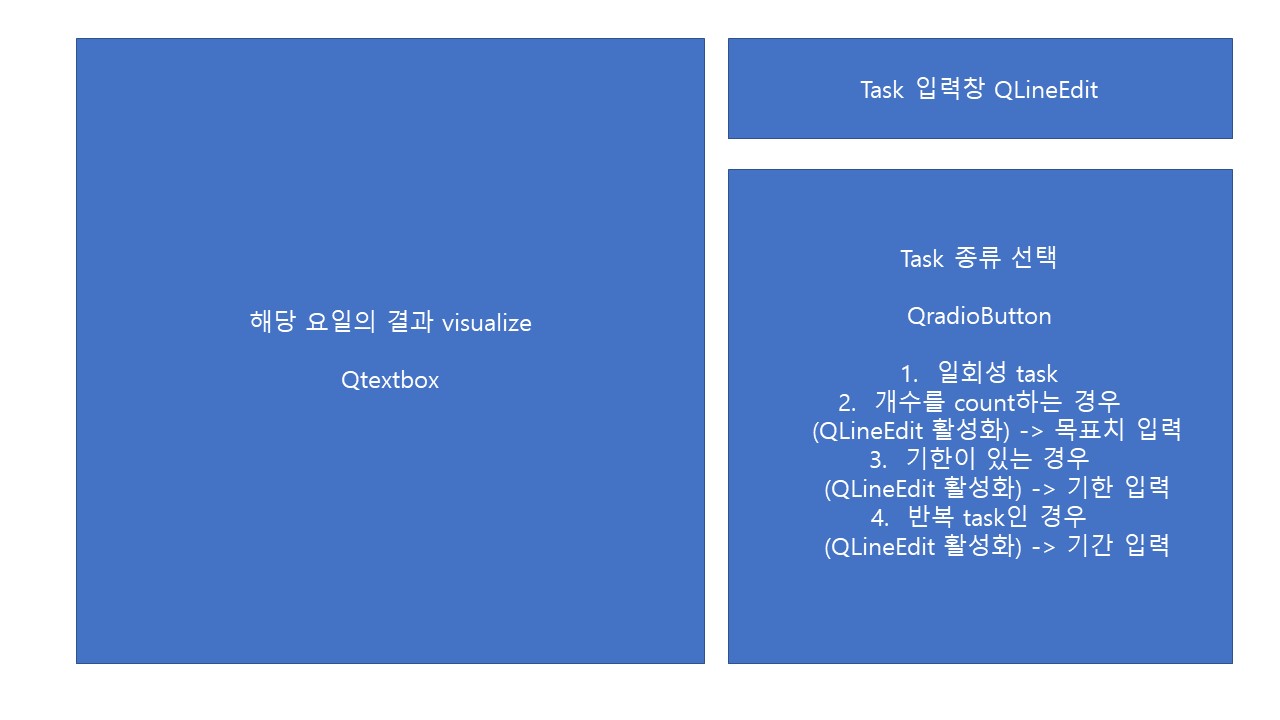 해당 요일의 결과 visualize
Qtextbox
Task 입력창 QLineEdit
Task 종류 선택
QradioButton
1. 일회성 task
2. 개수를 count하는 경우
(QLineEdit 활성화) -> 목표치 입력
3. 기한이 있는 경우
(QLineEdit 활성화) -> 기한 입력
4. 반복 task인 경우
(QLineEdit 활성화) -> 기간 입력